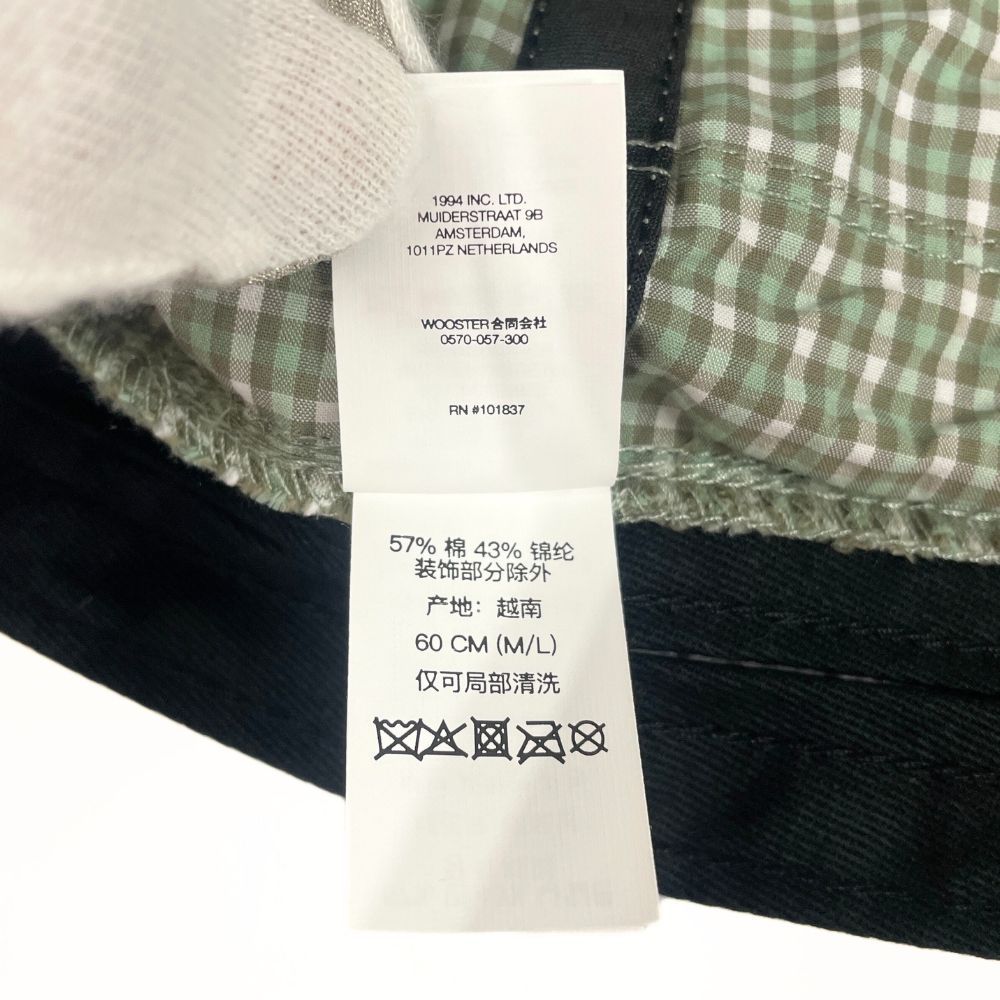 1994 INC. LTD.
MUIDERSTRAAT 9B
AMSTERDAM,
1011PZ NETHERLANDS
WOOSTER合同会社
0570-057-300
RN #101837
57% 棉 43% 锦纶
装饰部分除外
产地：越南
60 CM (M/L)
仅可局部清洗